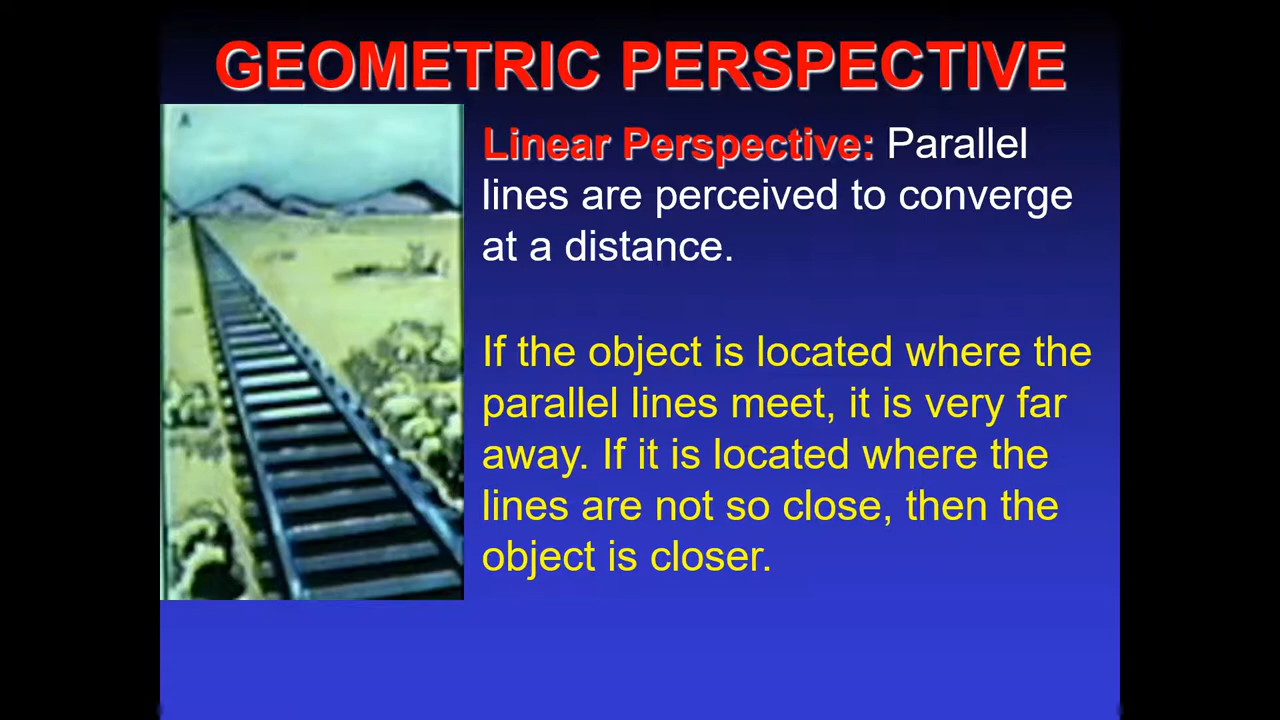 GEOMETRIC PERSPECTIVE
A
Linear Perspective: Parallel
lines are perceived to converge
at a distance.
If the object is located where the
parallel lines meet, it is very far
away. If it is located where the
lines are not so close, then the
object is closer.